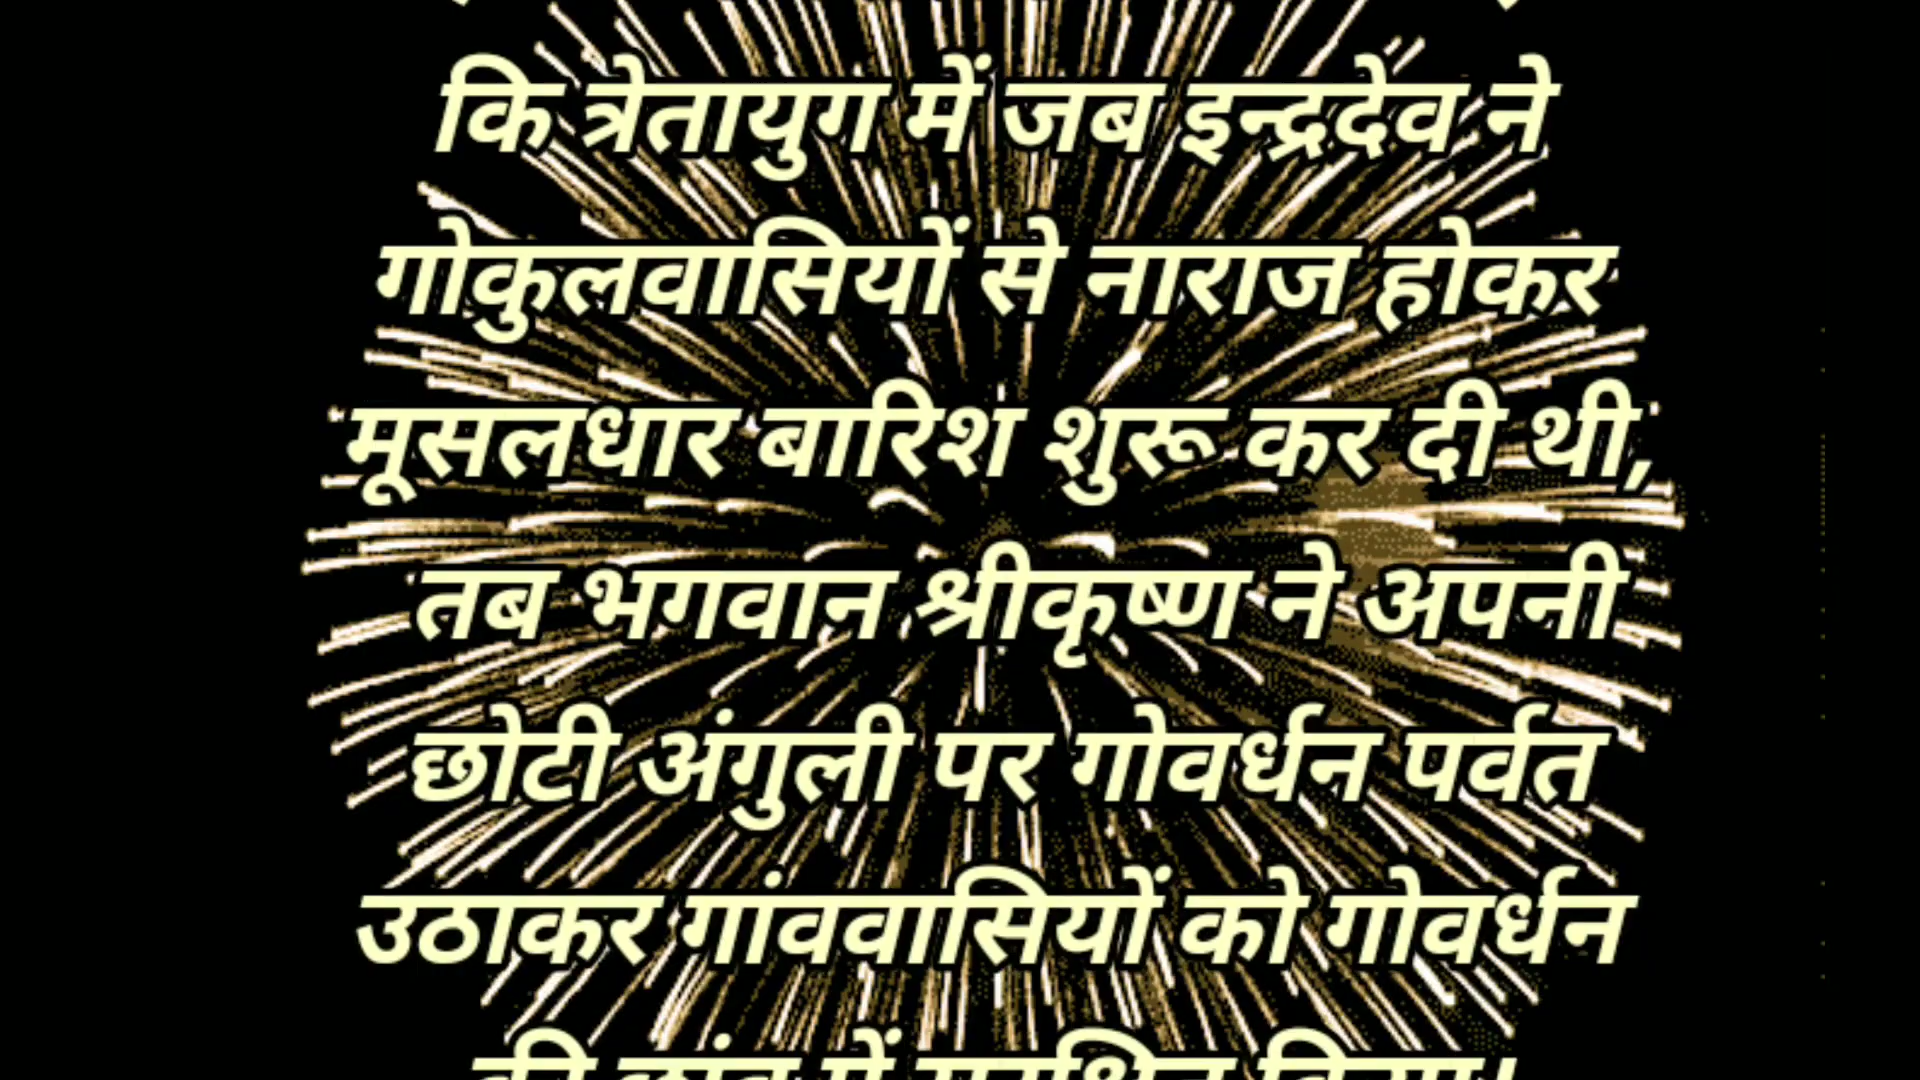 कि त्रेतायुग में जब इन्द्रदेव ने
गोकुलवासियों से नाराज होकर
मूसलधार बारिश शुरू कर दी थी,
तब भगवान श्रीकृष्ण ने अपनी
छोटी अंगुली पर गोवर्धन पर्वत
उठाकर गांववासियों को गोवर्धन
की छांव में सुरक्षित किया।